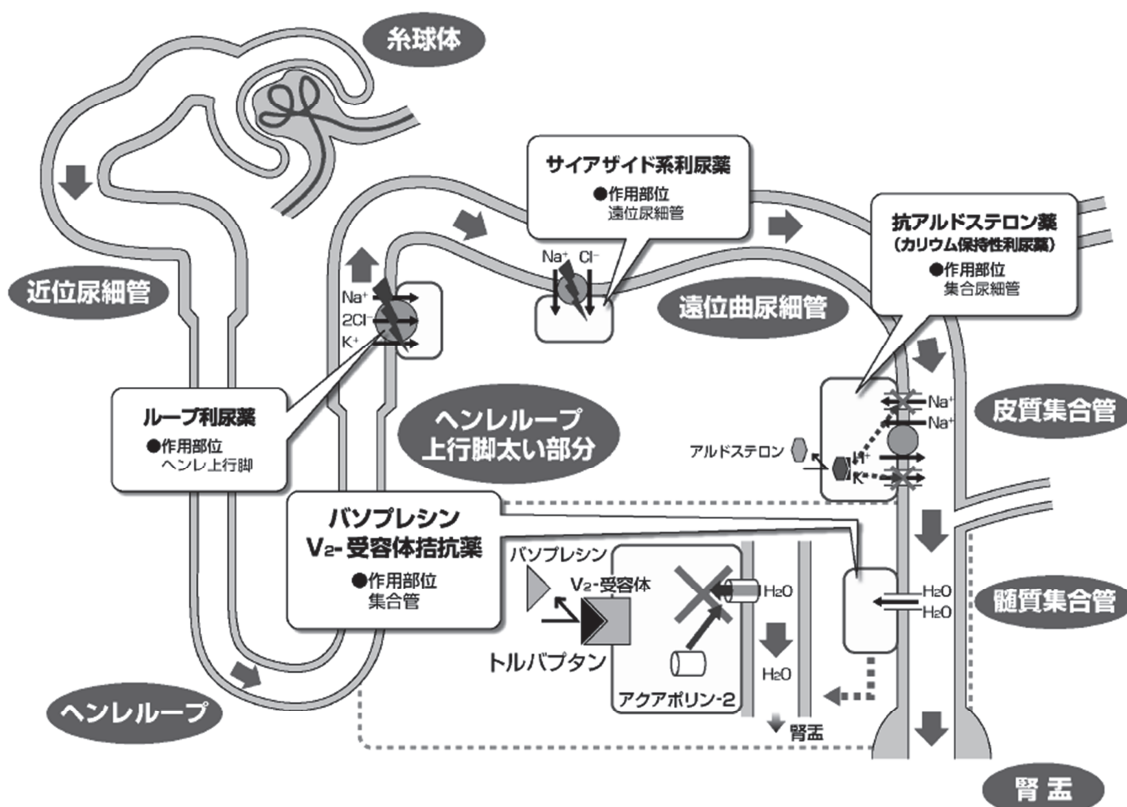 糸球体
サイアザイド系利尿薬
●作用部位
遠位尿細管
抗アルドステロン薬
(カリウム保持性利尿薬)
●作用部位
集合尿細管
近位尿細管
Na⁺
2Cl⁻
K⁺
Na⁺ Cl⁻
遠位曲尿細管
ループ利尿薬
●作用部位
ヘンレ上行脚
ヘンレループ
上行脚太い部分
アルドステロン
Na⁺
Na⁺
H⁺
K⁺
皮質集合管
バソプレシン
V₂-受容体拮抗薬
●作用部位
集合管
バソプレシン
V₂-受容体
トルバプタン
アクアポリン-2
H₂O
H₂O
腎盂
H₂O
H₂O
髄質集合管
ヘンレループ
腎盂